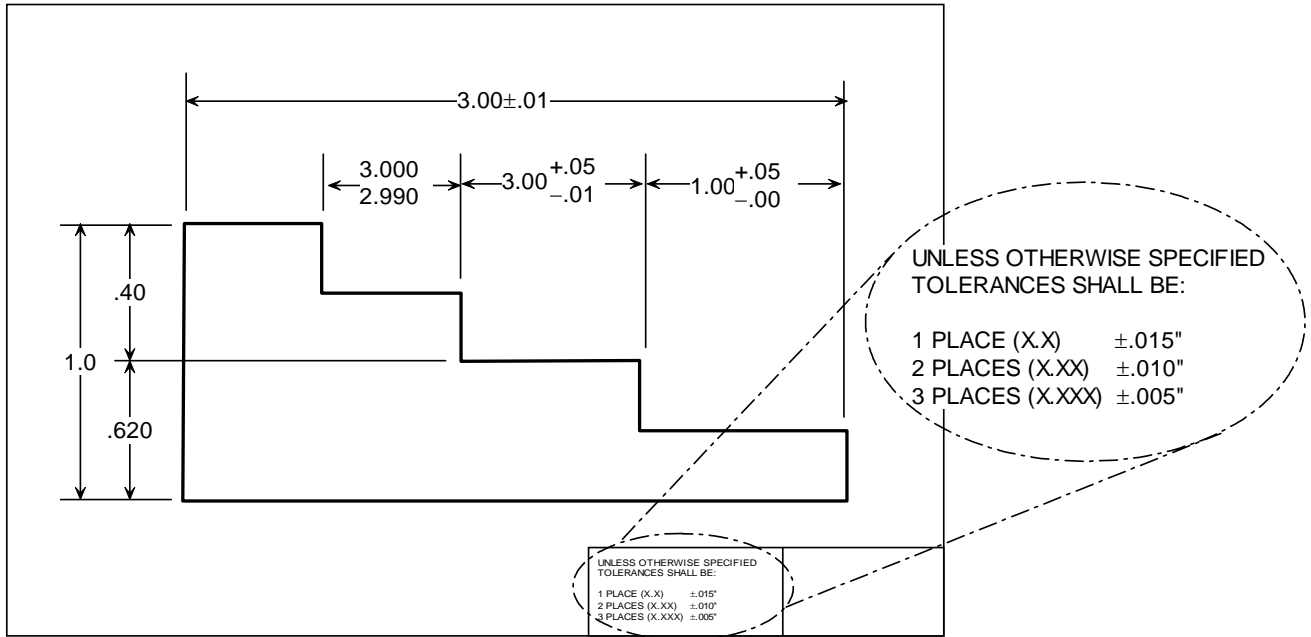 3.00±.01
3.000
2.990
3.00 +.05
−.01
1.00 +.05
−.00
.40
1.0
.620
UNLESS OTHERWISE SPECIFIED
TOLERANCES SHALL BE:
1 PLACE (X.X) ±.015"
2 PLACES (X.XX) ±.010"
3 PLACES (X.XXX) ±.005"
UNLESS OTHERWISE SPECIFIED
TOLERANCES SHALL BE:
1 PLACE (X.X) ±.015"
2 PLACES (X.XX) ±.010"
3 PLACES (X.XXX) ±.005"